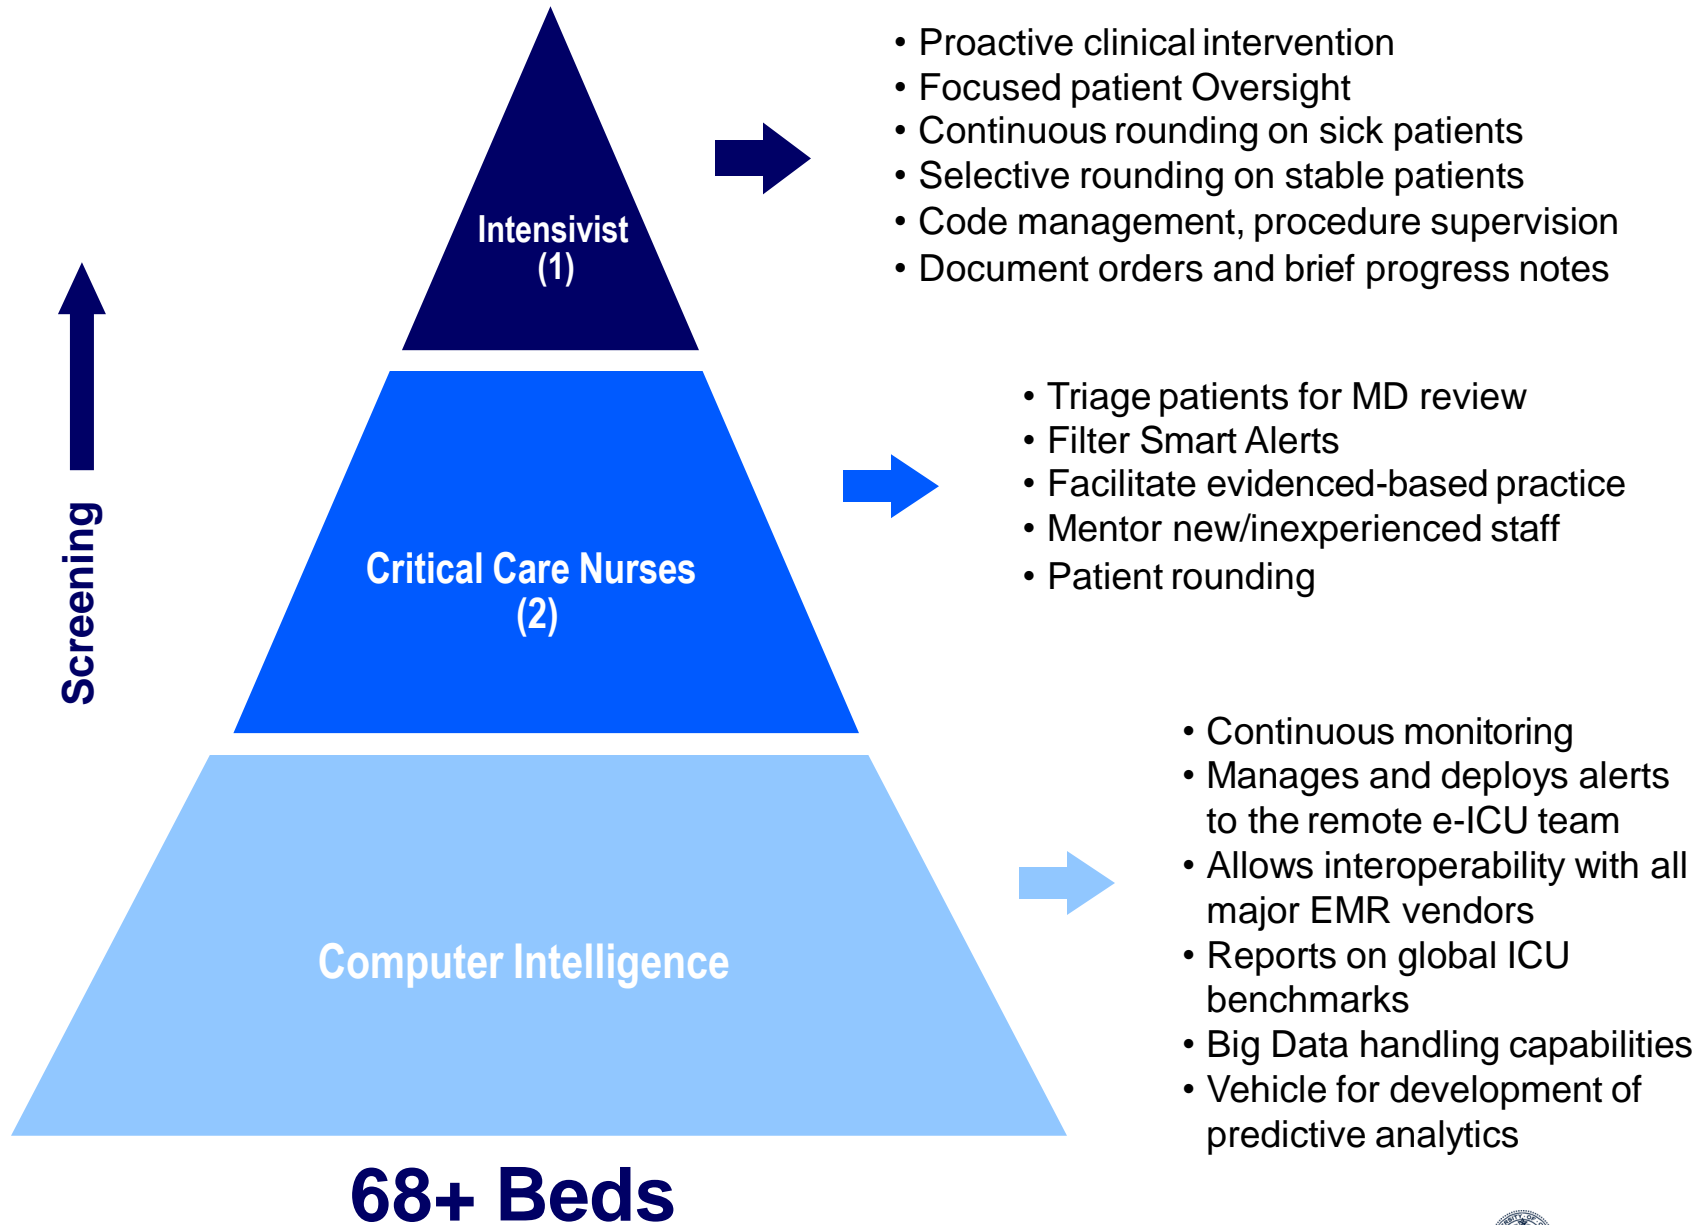 • Proactive clinical intervention
• Focused patient Oversight
• Continuous rounding on sick patients
• Selective rounding on stable patients
• Code management, procedure supervision
• Document orders and brief progress notes
Intensivist
(1)
• Triage patients for MD review
• Filter Smart Alerts
• Facilitate evidenced-based practice
• Mentor new/inexperienced staff
• Patient rounding
Critical Care Nurses
(2)
Screening
• Continuous monitoring
• Manages and deploys alerts
to the remote e-ICU team
• Allows interoperability with all
major EMR vendors
• Reports on global ICU
benchmarks
• Big Data handling capabilities
• Vehicle for development of
predictive analytics
Computer Intelligence
68+ Beds